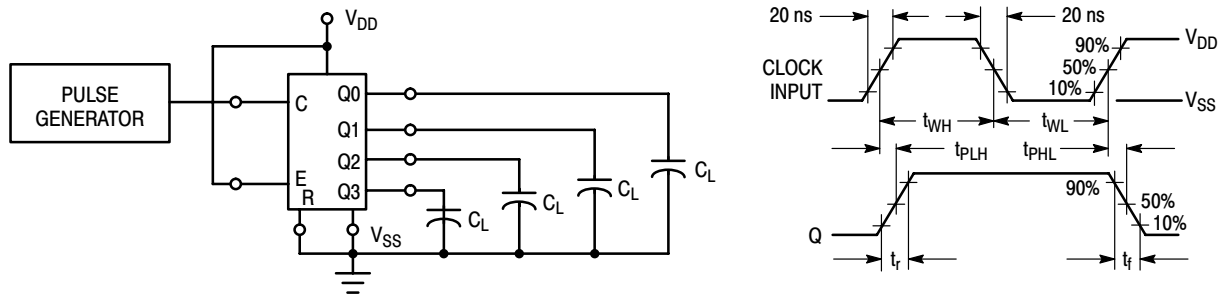 V_DD
PULSE
GENERATOR
C
E
R
Q0
Q1
Q2
Q3
C_L
C_L
C_L
C_L
V_SS
20 ns
20 ns
CLOCK
INPUT
90%
50%
10%
V_DD
V_SS
t_WH
t_WL
t_PLH
t_PHL
Q
90%
50%
10%
t_r
t_f